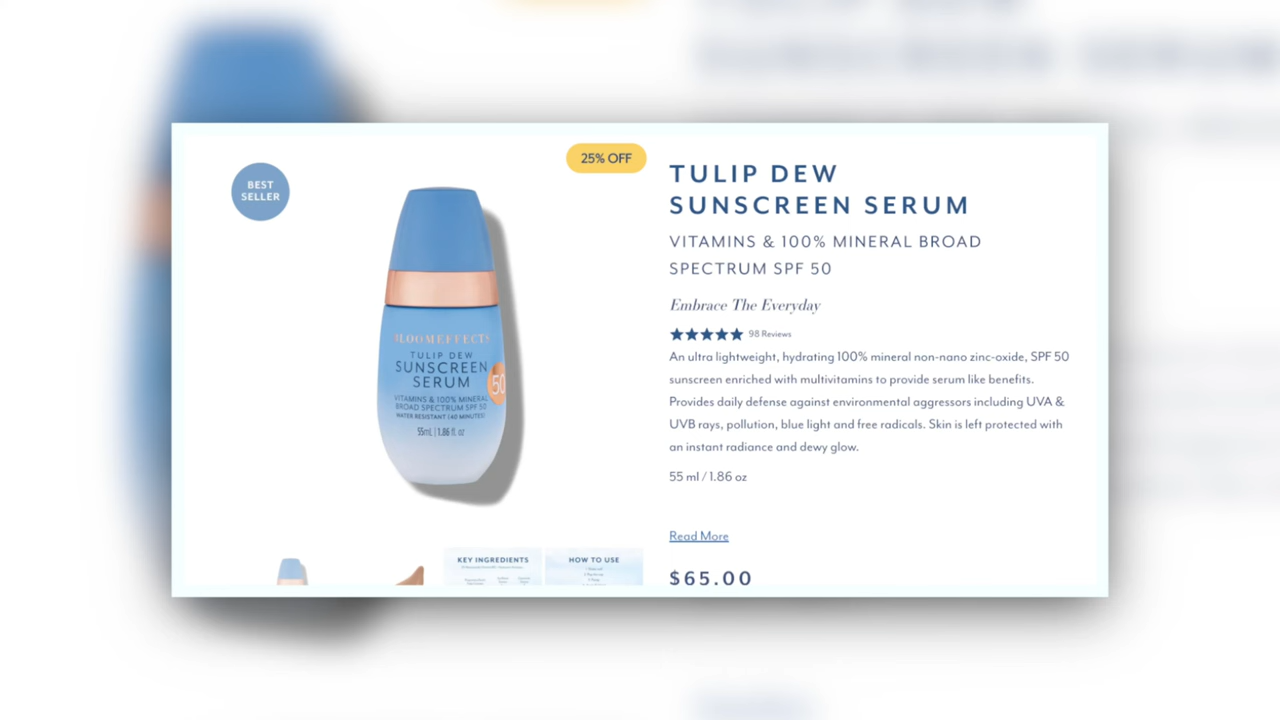 25% OFF
BEST
SELLER
TULIP DEW
SUNSCREEN SERUM
VITAMINS & 100% MINERAL BROAD
SPECTRUM SPF 50
Embrace The Everyday
98 Reviews
An ultra lightweight, hydrating 100% mineral non-nano zinc-oxide, SPF 50
sunscreen enriched with multivitamins to provide serum like benefits.
Provides daily defense against environmental aggressors including UVA &
UVB rays, pollution, blue light and free radicals. Skin is left protected with
an instant radiance and dewy glow.
55 ml / 1.86 oz
Read More
$65.00
BLOOMEFFECTS
TULIP DEW
SUNSCREEN
SERUM
50
VITAMINS & 100% MINERAL
BROAD SPECTRUM SPF 50
WATER RESISTANT (40 MINUTES)
55mL | 1.86 fl. oz
KEY INGREDIENTS
HOW TO USE